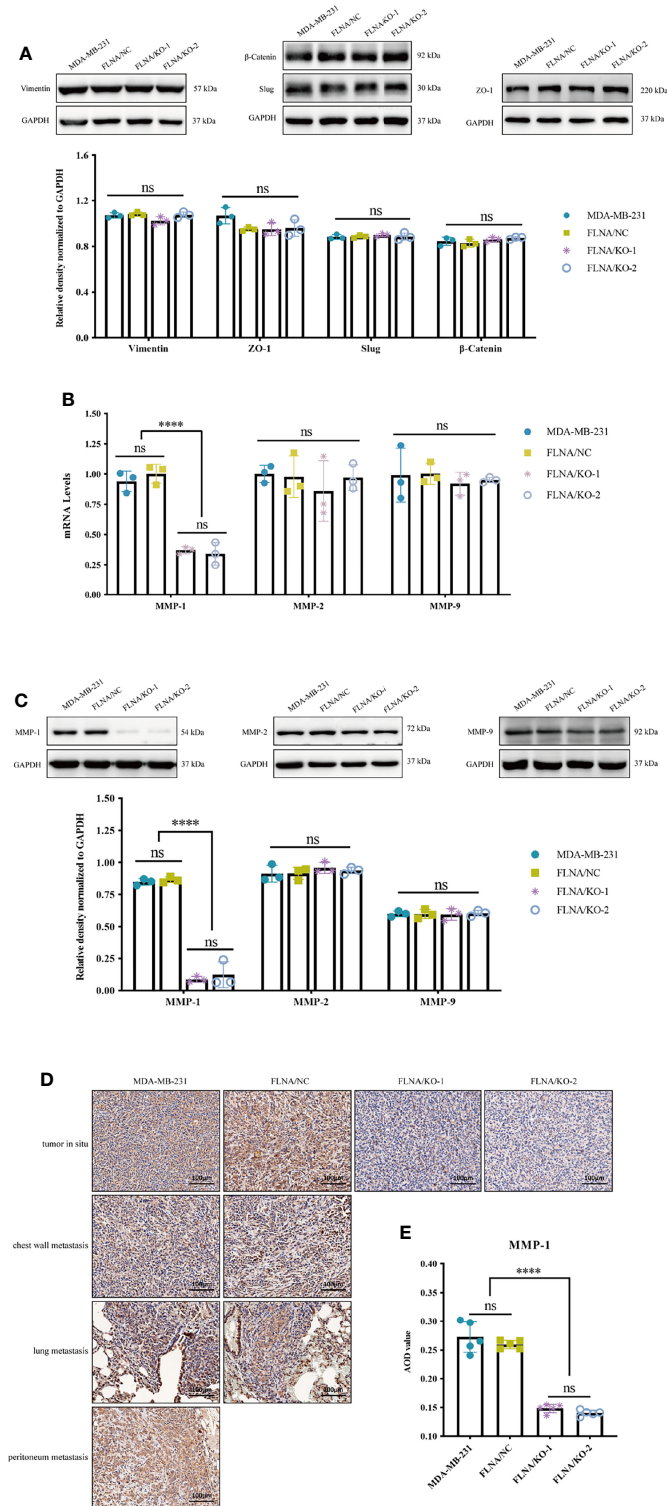 A
MDA-MB-231 FLNA/NC FLNA/KO-1 FLNA/KO-2
Vimentin 57 kDa
GAPDH 37 kDa
MDA-MB-231 FLNA/NC FLNA/KO-1 FLNA/KO-2
β-Catenin 92 kDa
Slug 30 kDa
GAPDH 37 kDa
MDA-MB-231 FLNA/NC FLNA/KO-1 FLNA/KO-2
ZO-1 220 kDa
GAPDH 37 kDa
Relative density normalized to GAPDH
1.6
1.2
0.8
0.4
0.0
ns ns ns ns
Vimentin ZO-1 Slug β-Catenin
MDA-MB-231
FLNA/NC
FLNA/KO-1
FLNA/KO-2
B
mRNA Levels
1.50
1.25
1.00
0.75
0.50
0.25
0.00
ns **** ns ns ns
MMP-1 MMP-2 MMP-9
MDA-MB-231
FLNA/NC
FLNA/KO-1
FLNA/KO-2
C
MDA-MB-231 FLNA/NC FLNA/KO-1 FLNA/KO-2
MMP-1 54 kDa
GAPDH 37 kDa
MDA-MB-231 FLNA/NC FLNA/KO-1 FLNA/KO-2
MMP-2 72 kDa
GAPDH 37 kDa
MDA-MB-231 FLNA/NC FLNA/KO-1 FLNA/KO-2
MMP-9 92 kDa
GAPDH 37 kDa
Relative density normalized to GAPDH
1.50
1.25
1.00
0.75
0.50
0.25
0.00
ns **** ns ns ns
MMP-1 MMP-2 MMP-9
MDA-MB-231
FLNA/NC
FLNA/KO-1
FLNA/KO-2
D
MDA-MB-231 FLNA/NC FLNA/KO-1 FLNA/KO-2
tumor in situ
100μm 100μm 100μm 100μm
chest wall metastasis
100μm 100μm
lung metastasis
100μm 100μm
peritoneum metastasis
100μm
E
MMP-1
AOD value
0.40
0.35
0.30
0.25
0.20
0.15
0.10
ns **** ns
MDA-MB-231 FLNA/NC FLNA/KO-1 FLNA/KO-2